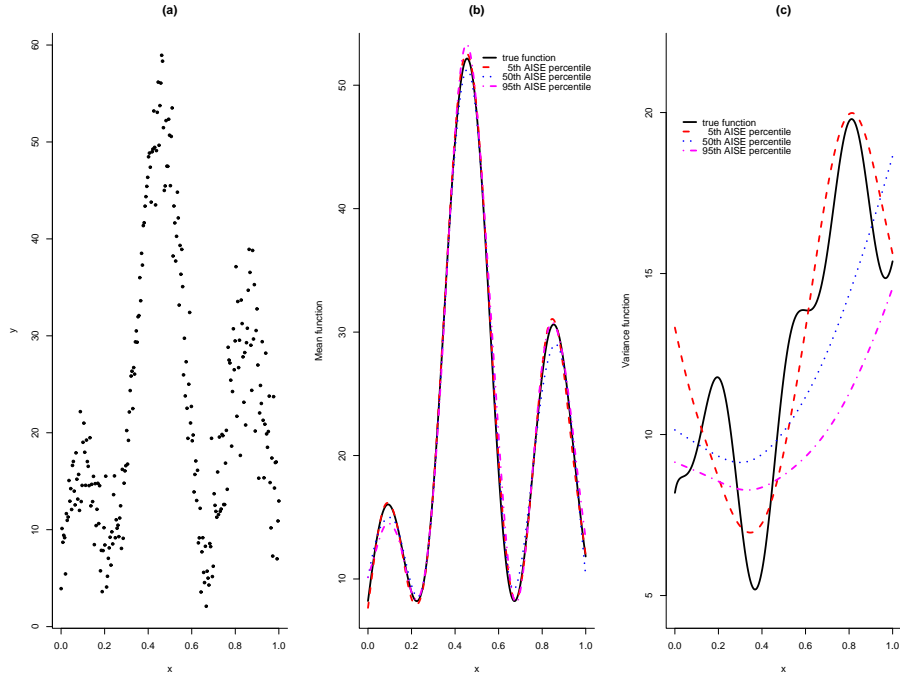 (a)
y
60
50
40
30
20
10
0
0.0 0.2 0.4 0.6 0.8 1.0
x
(b)
Mean function
50
40
30
20
10
true function
5th AISE percentile
50th AISE percentile
95th AISE percentile
0.0 0.2 0.4 0.6 0.8 1.0
x
(c)
Variance function
20
15
10
5
true function
5th AISE percentile
50th AISE percentile
95th AISE percentile
0.0 0.2 0.4 0.6 0.8 1.0
x